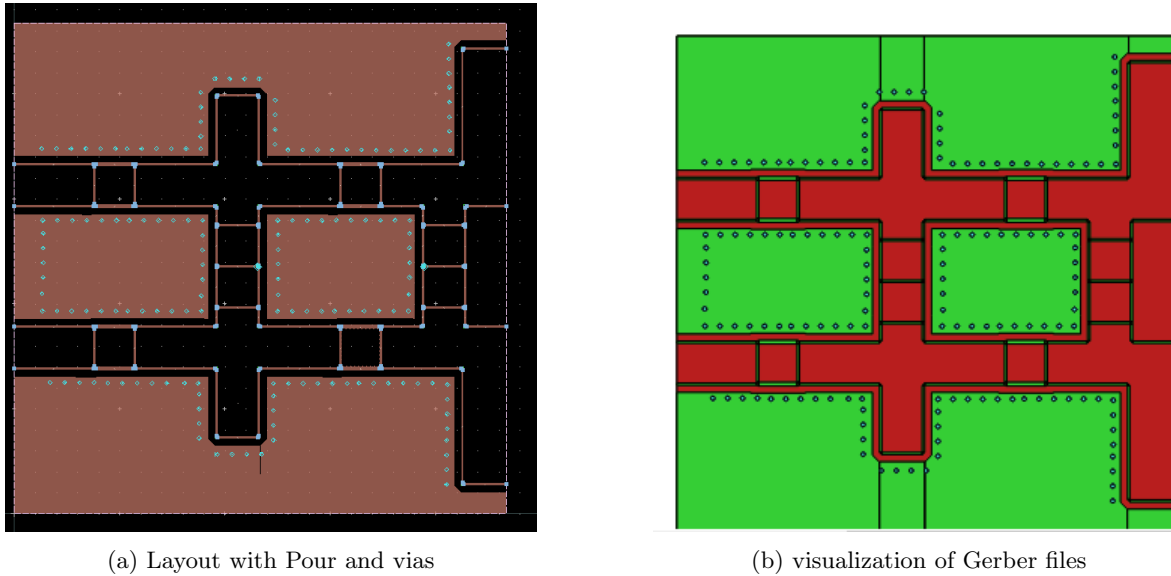 (a) Layout with Pour and vias
(b) visualization of Gerber files